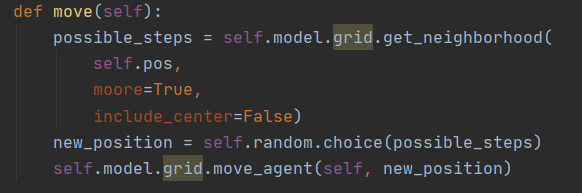 def move(self):
    possible_steps = self.model.grid.get_neighborhood(
        self.pos,
        moore=True,
        include_center=False)
    new_position = self.random.choice(possible_steps)
    self.model.grid.move_agent(self, new_position)